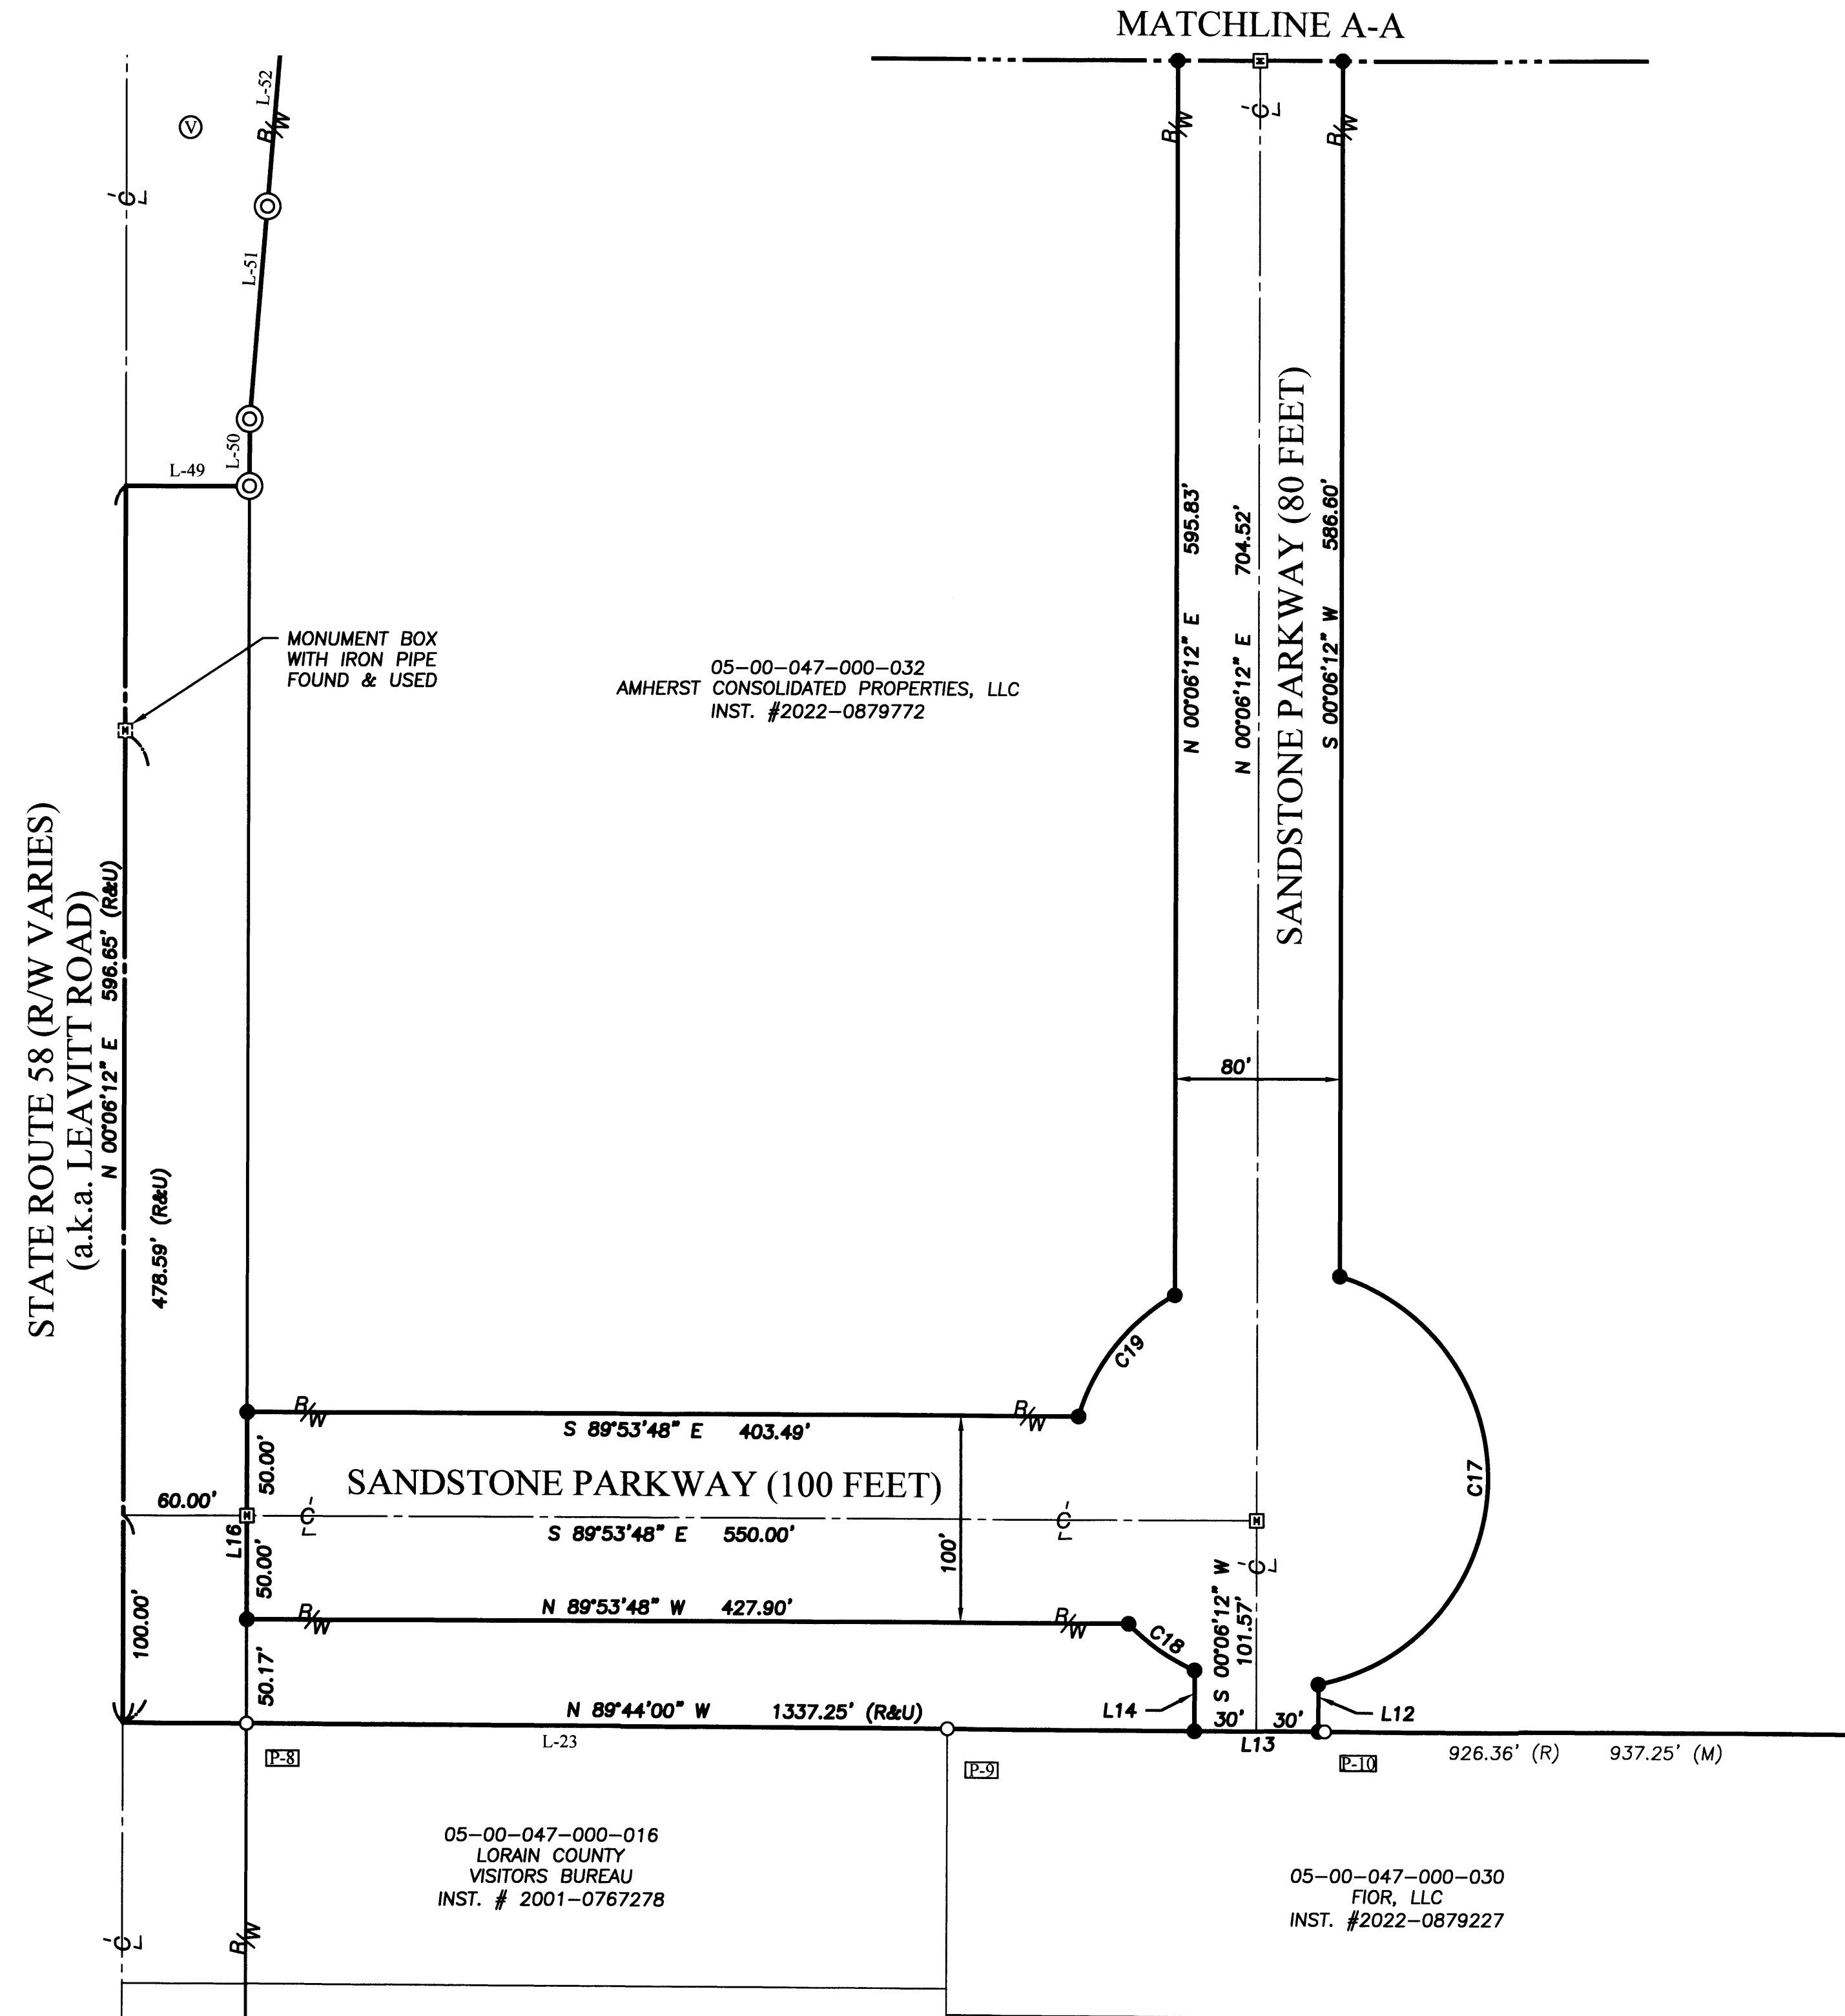 MATCHLINE A-A
L-52
R/W
V
CL
R/W
CL
R/W
L-51
L-50
L-49
MONUMENT BOX
WITH IRON PIPE
FOUND & USED
05-00-047-000-032
AMHERST CONSOLIDATED PROPERTIES, LLC
INST. #2022-0879772
N 00°06'12" E 595.83'
N 00°06'12" E 704.52'
SANDSTONE PARKWAY (80 FEET)
S 00°06'12" W 586.60'
STATE ROUTE 58 (R/W VARIES)
(a.k.a. LEAVITT ROAD)
N 00°06'12" E 596.65' (R&U)
478.59' (R&U)
80'
C19
C17
R/W
R/W
S 89°53'48" E 403.49'
SANDSTONE PARKWAY (100 FEET)
50.00'
60.00'
CL
CL
S 89°53'48" E 550.00'
L16
50.00'
100'
100.00'
R/W
N 89°53'48" W 427.90'
R/W
C18
S 00°06'12" W
101.57'
CL
50.17'
N 89°44'00" W 1337.25' (R&U)
L14
30'
30'
L12
L13
L-23
P-8
P-9
P-10
926.36' (R) 937.25' (M)
05-00-047-000-016
LORAIN COUNTY
VISITORS BUREAU
INST. # 2001-0767278
05-00-047-000-030
FIOR, LLC
INST. #2022-0879227
CL
R/W